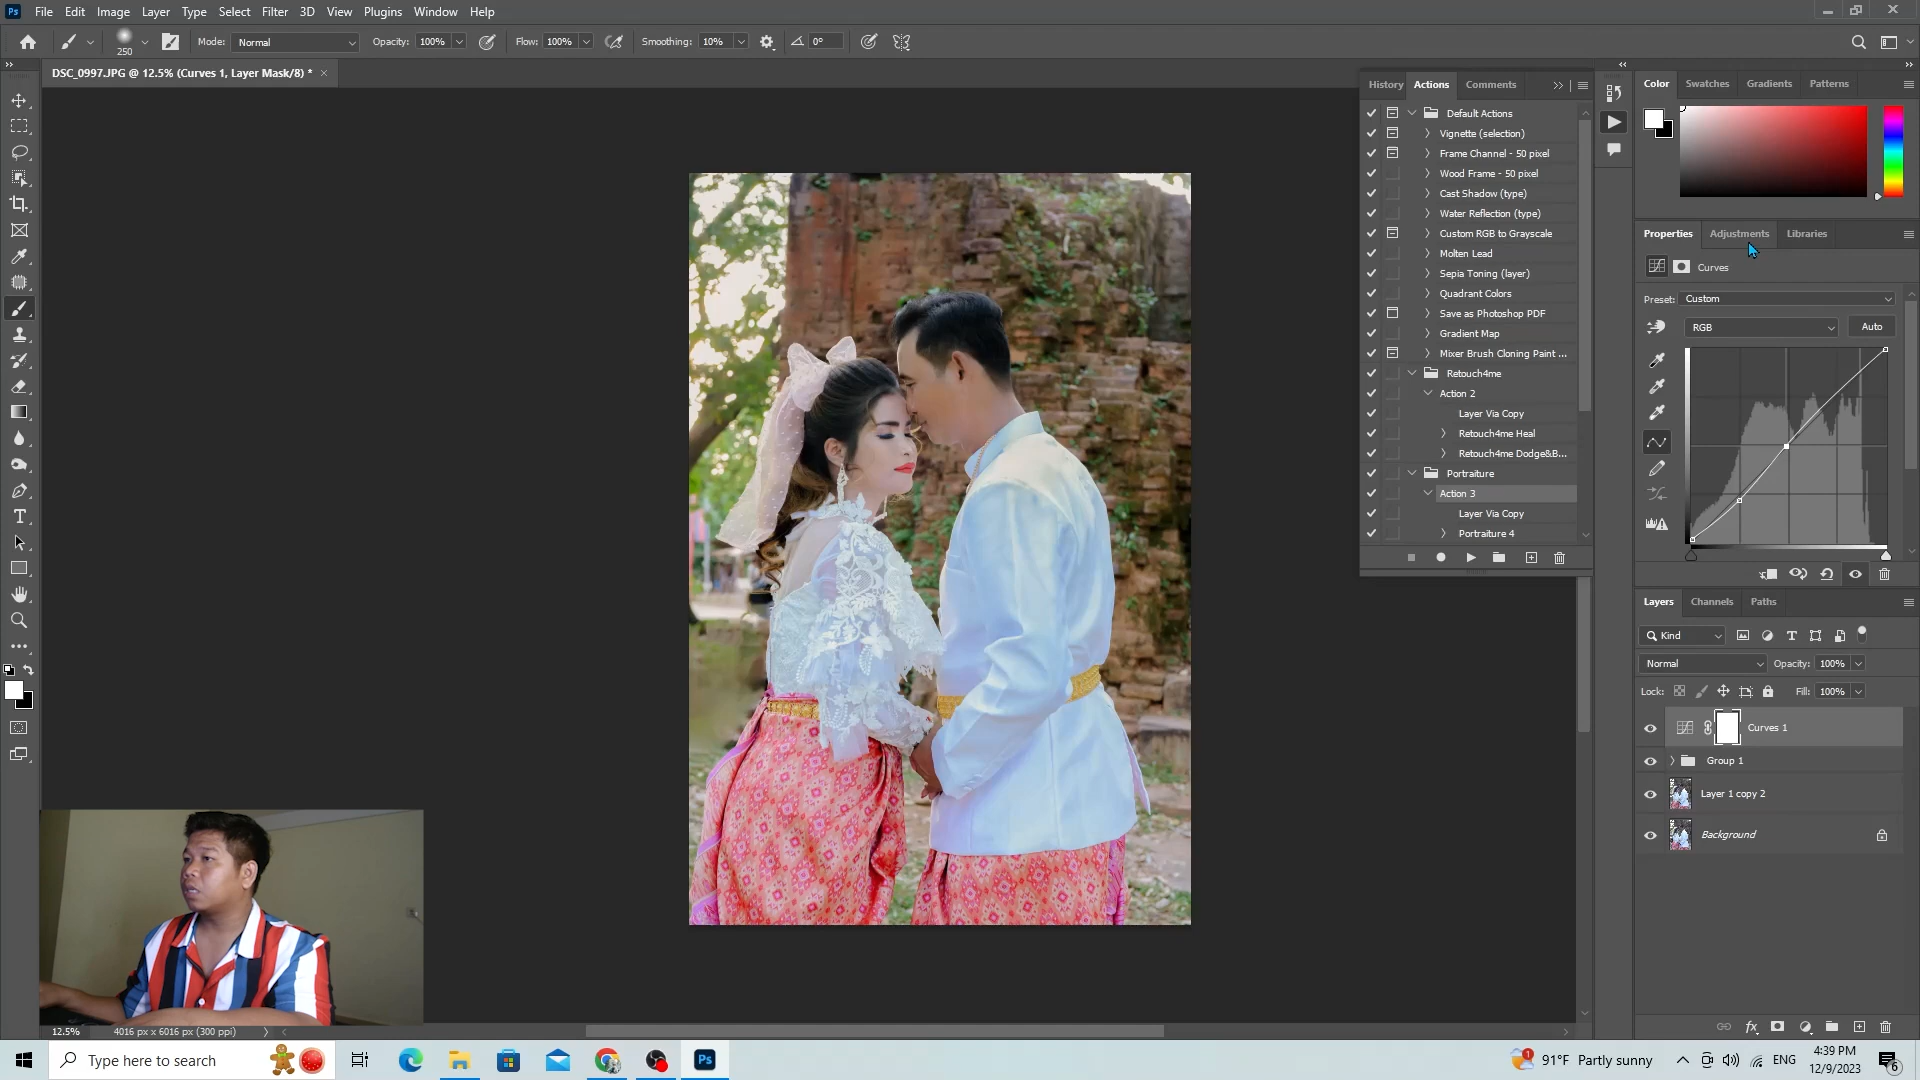 Ps File Edit Image Layer Type Select Filter 3D View Plugins Window Help
250 Mode: Normal Opacity: 100% Flow: 100% Smoothing: 10% 0°
DSC_0997.JPG @ 12.5% (Curves 1, Layer Mask/8) *
History Actions Comments
Default Actions
Vignette (selection)
Frame Channel - 50 pixel
Wood Frame - 50 pixel
Cast Shadow (type)
Water Reflection (type)
Custom RGB to Grayscale
Molten Lead
Sepia Toning (layer)
Quadrant Colors
Save as Photoshop PDF
Gradient Map
Mixer Brush Cloning Paint ...
Retouch4me
Action 2
Layer Via Copy
Retouch4me Heal
Retouch4me Dodge&B...
Portraiture
Action 3
Layer Via Copy
Portraiture 4
Color Swatches Gradients Patterns
Properties Adjustments Libraries
Curves
Preset: Custom
RGB Auto
Layers Channels Paths
Kind
Normal Opacity: 100%
Lock: Fill: 100%
Curves 1
Group 1
Layer 1 copy 2
Background
12.5% 4016 px x 6016 px (300 ppi)
Type here to search
Ps
1 91°F Partly sunny
ENG
4:39 PM
12/9/2023
6